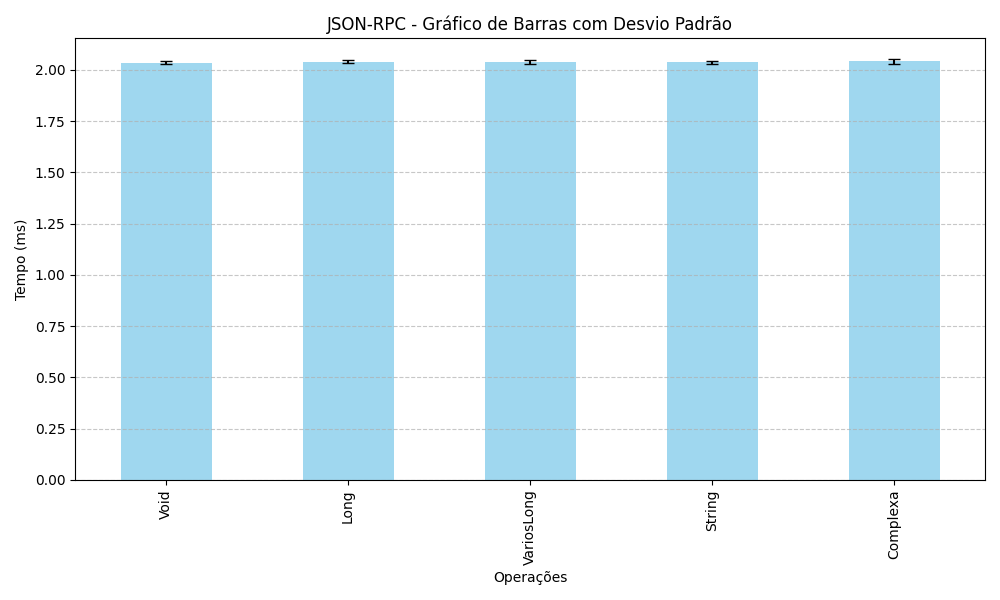 JSON-RPC - Gráfico de Barras com Desvio Padrão
Tempo (ms)
2.00
1.75
1.50
1.25
1.00
0.75
0.50
0.25
0.00
Void
Long
VariosLong
String
Complexa
Operações